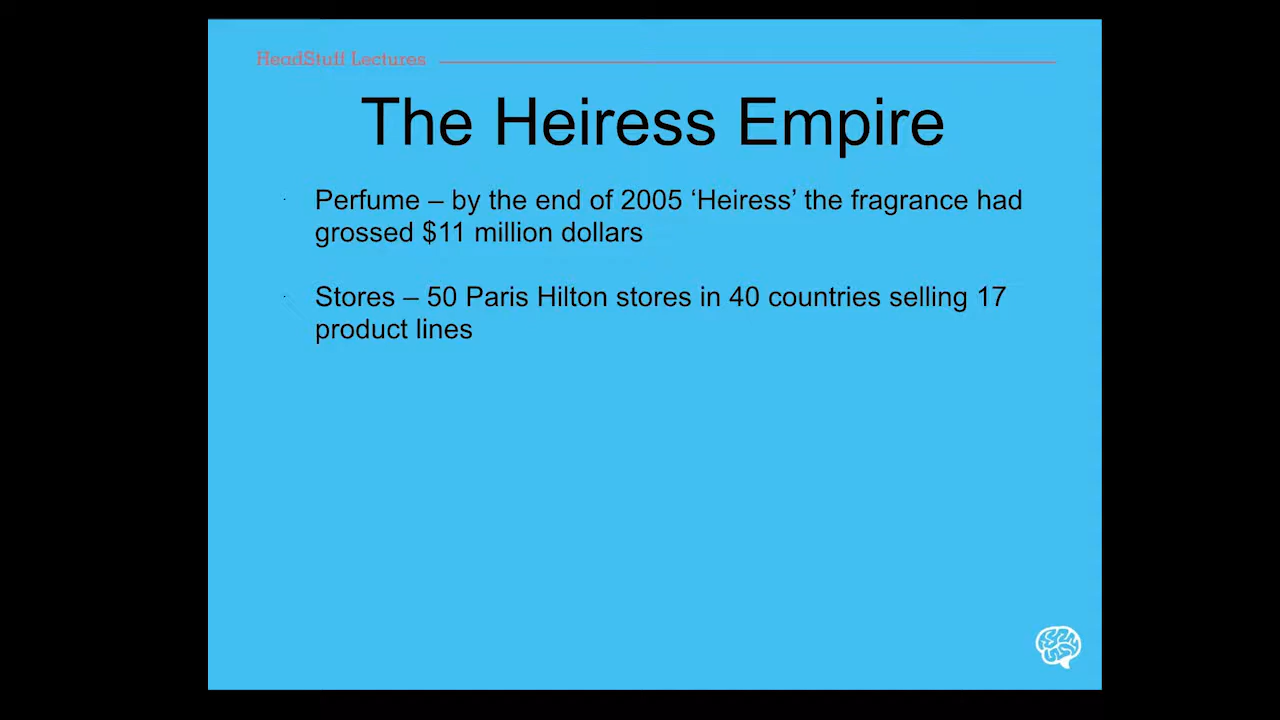 HeadStuff Lectures
The Heiress Empire
· Perfume – by the end of 2005 ‘Heiress’ the fragrance had
grossed $11 million dollars
· Stores – 50 Paris Hilton stores in 40 countries selling 17
product lines